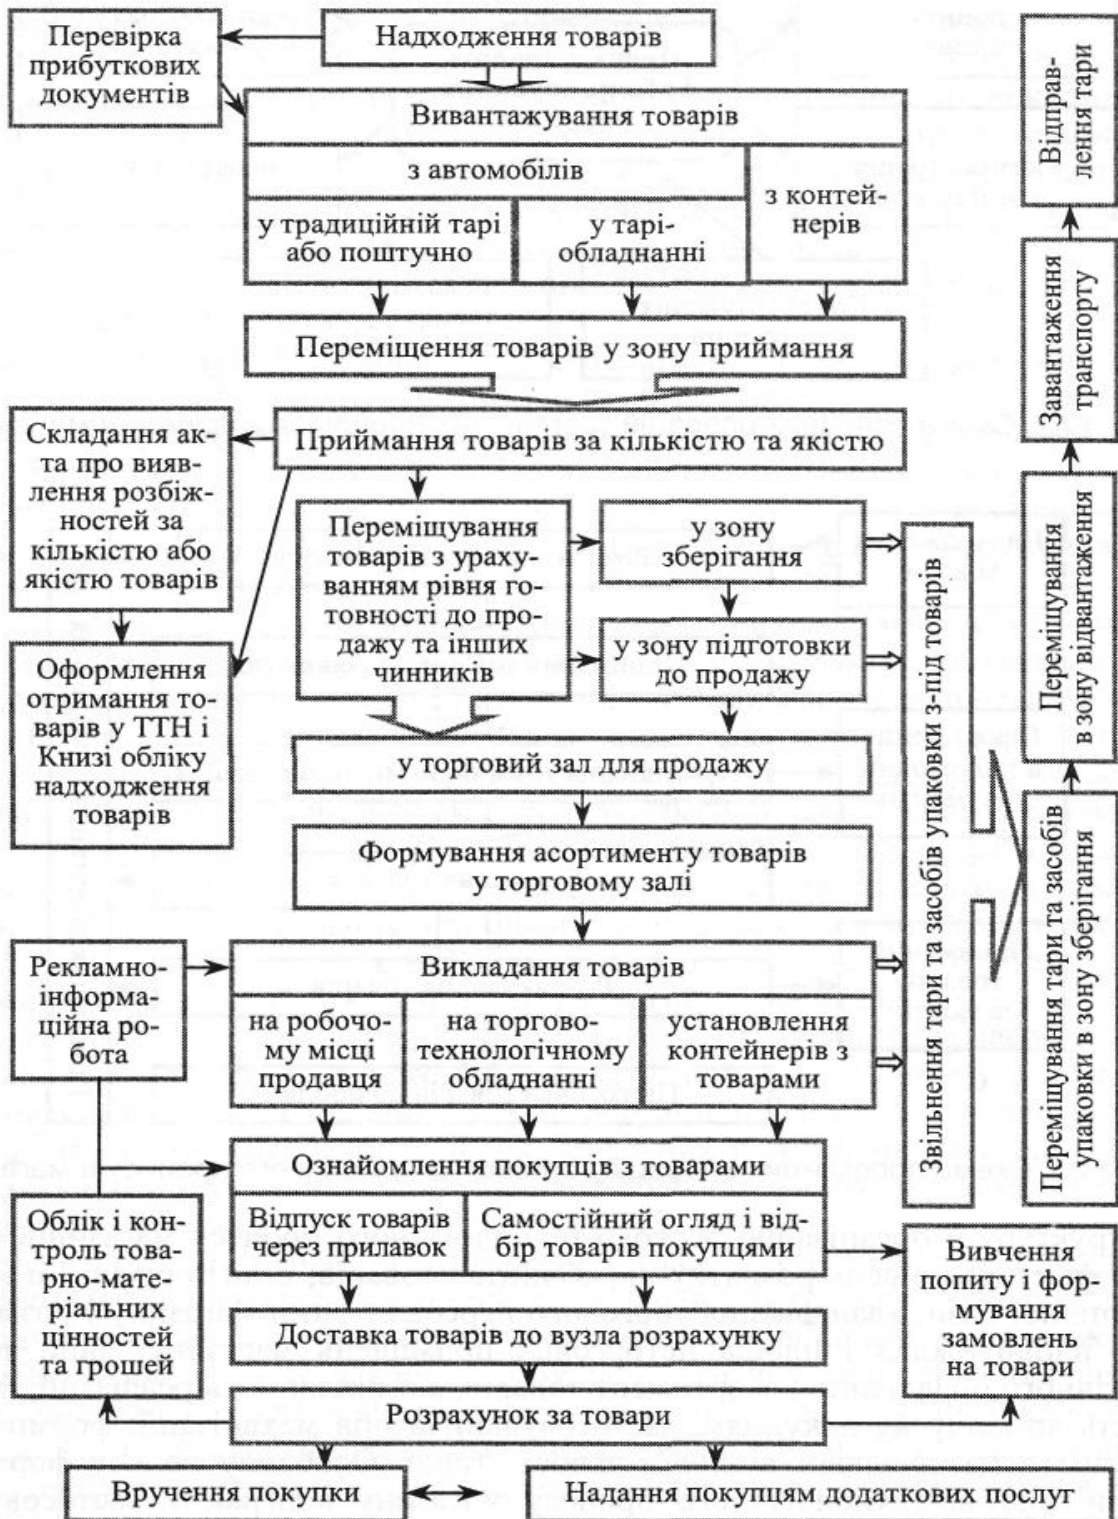 Перевірка
прибуткових
документів
Надходження товарів
Вивантажування товарів
з автомобілів
з контей-
нерів
у традиційній тарі
або поштучно
у тарі-
обладнанні
Переміщення товарів у зону приймання
Приймання товарів за кількістю та якістю
Складання ак-
та про вияв-
лення розбіж-
ностей за
кількістю або
якістю товарів
Оформлення
отримання то-
варів у ТТН і
Книзі обліку
надходження
товарів
Переміщування
товарів з ураху-
ванням рівня го-
товності до про-
дажу та інших
чинників
у зону
зберігання
у зону підготовки
до продажу
у торговий зал для продажу
Формування асортименту товарів
у торговому залі
Рекламно-
інформа-
ційна ро-
бота
Викладання товарів
на робочо-
му місці
продавця
на торгово-
технологічному
обладнанні
установлення
контейнерів з
товарами
Ознайомлення покупців з товарами
Відпуск товарів
через прилавок
Самостійний огляд і від-
бір товарів покупцями
Облік і кон-
троль това-
рно-мате-
ріальних
цінностей
та грошей
Доставка товарів до вузла розрахунку
Розрахунок за товари
Вручення покупки
Надання покупцям додаткових послуг
Вивчення
попиту і фор-
мування
замовлень
на товари
Звільнення тари та засобів упаковки з-під товарів
Переміщування тари та засобів
упаковки в зону зберігання
Переміщування
в зону відвантаження
Завантаження
транспорту
Відправ-
лення тари